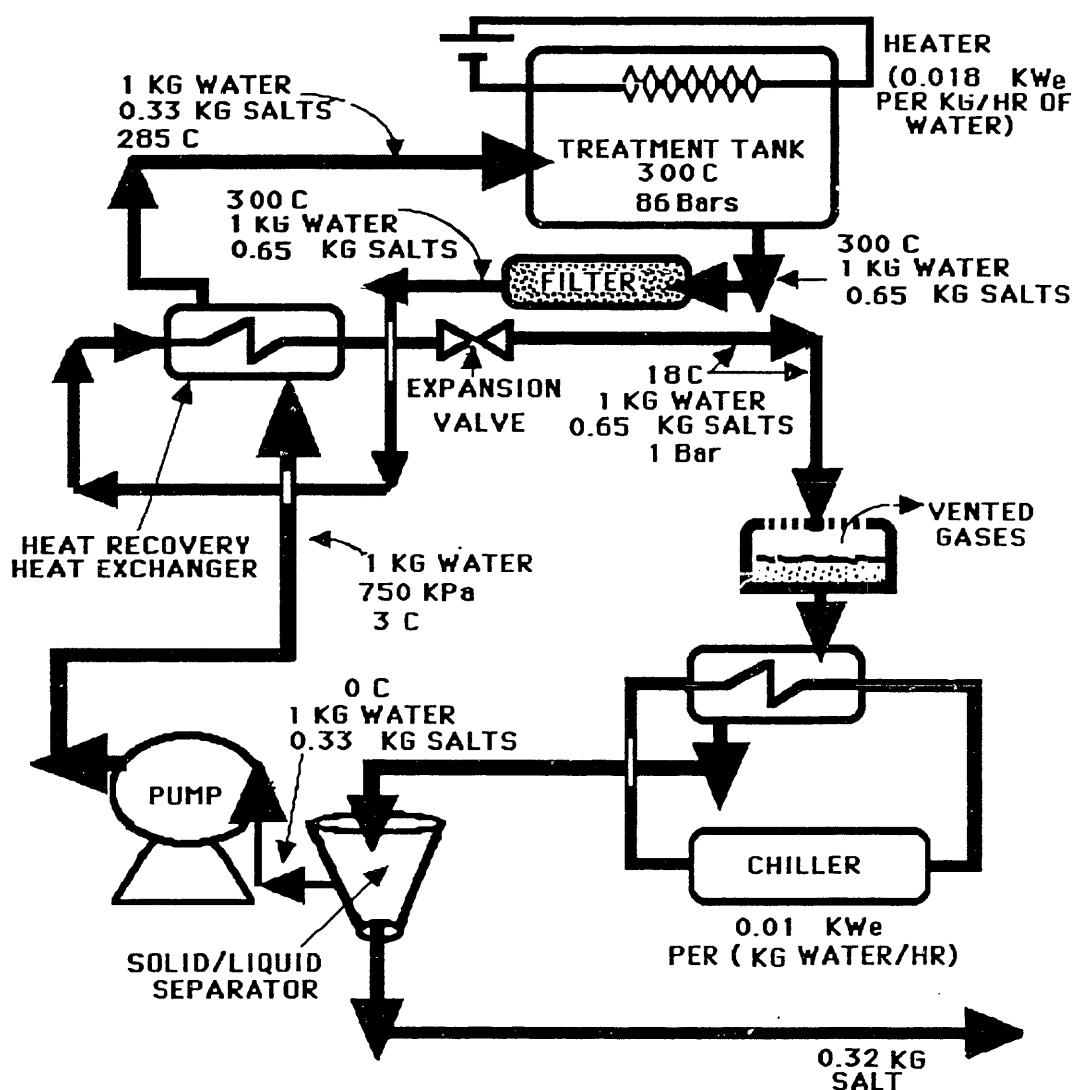 HEATER
(0.018 KWe
PER KG/HR OF
WATER)
1 KG WATER
0.33 KG SALTS
285 C
TREATMENT TANK
300 C
86 Bars
300 C
1 KG WATER
0.65 KG SALTS
FILTER
300 C
1 KG WATER
0.65 KG SALTS
EXPANSION
VALVE
18 C
1 KG WATER
0.65 KG SALTS
1 Bar
VENTED
GASES
HEAT RECOVERY
HEAT EXCHANGER
1 KG WATER
750 KPa
3 C
0 C
1 KG WATER
0.33 KG SALTS
PUMP
CHILLER
0.01 KWe
PER (KG WATER/HR)
SOLID/LIQUID
SEPARATOR
0.32 KG
SALT